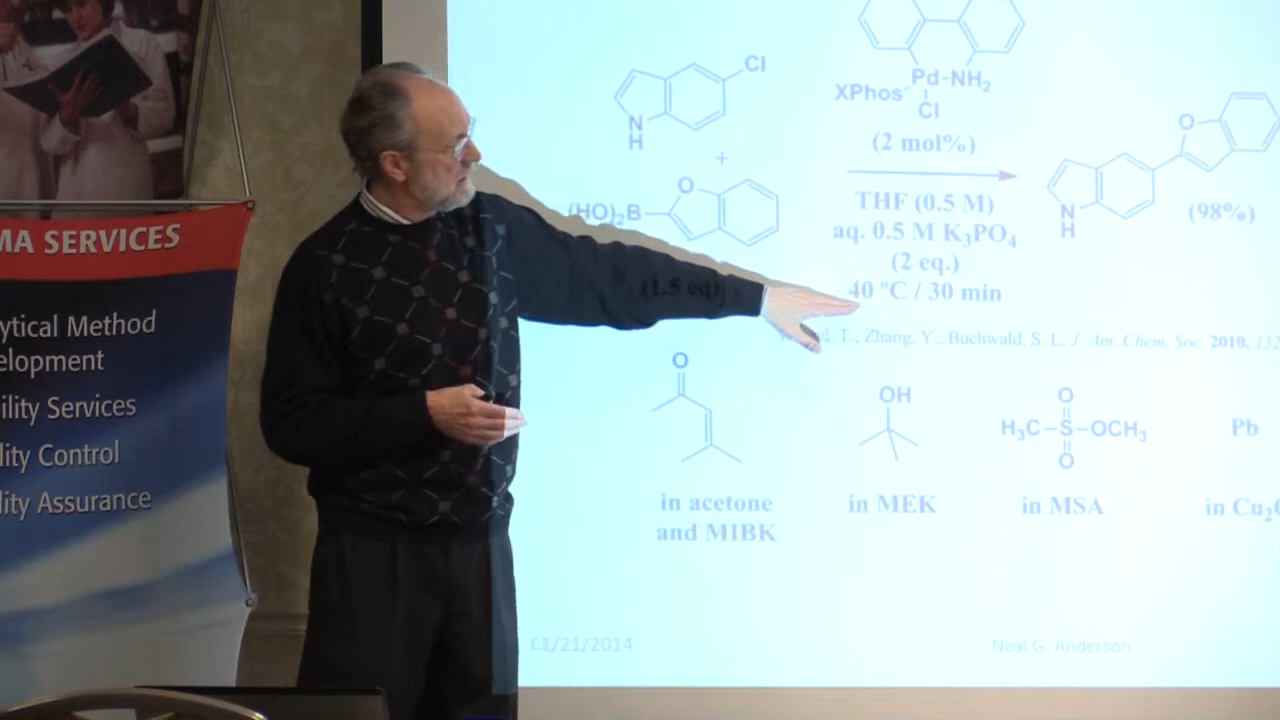 MA SERVICES
ytical Method
elopment
ility Services
lity Control
lity Assurance
Cl
N
H
+
(HO)2B
O
(1.5 eq)
Pd
NH2
XPhos
Cl
(2 mol%)
THF (0.5 M)
aq. 0.5 M K3PO4
(2 eq.)
40 °C / 30 min
O
N
H
(98%)
T.; Zhang, Y.; Buchwald, S. L. J. Am. Chem. Soc. 2010, 132
O
OH
O
H3C-S-OCH3
O
Pb
in acetone
and MIBK
in MEK
in MSA
in Cu2
11/21/2014
Neal G. Anderson